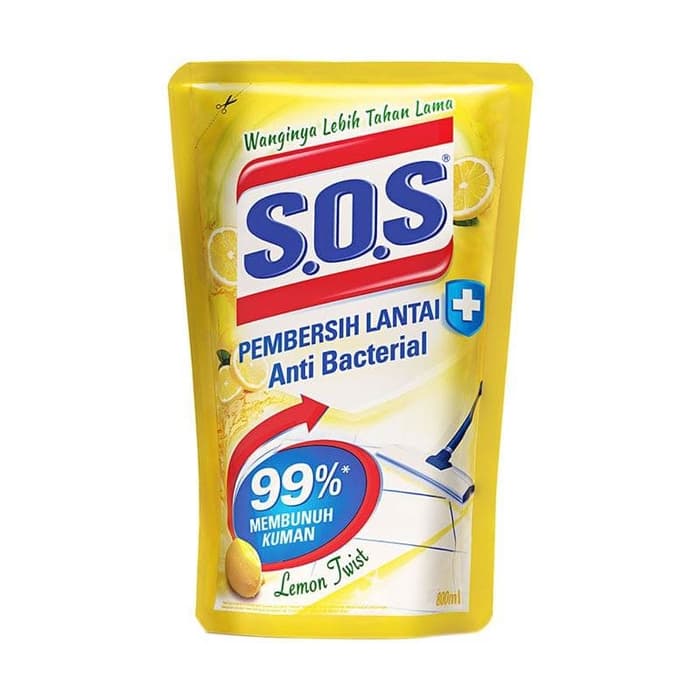 Wanginya Lebih Tahan Lama
S.O.S®
PEMBERSIH LANTAI
Anti Bacterial
99%*
MEMBUNUH
KUMAN
Lemon Twist
800ml